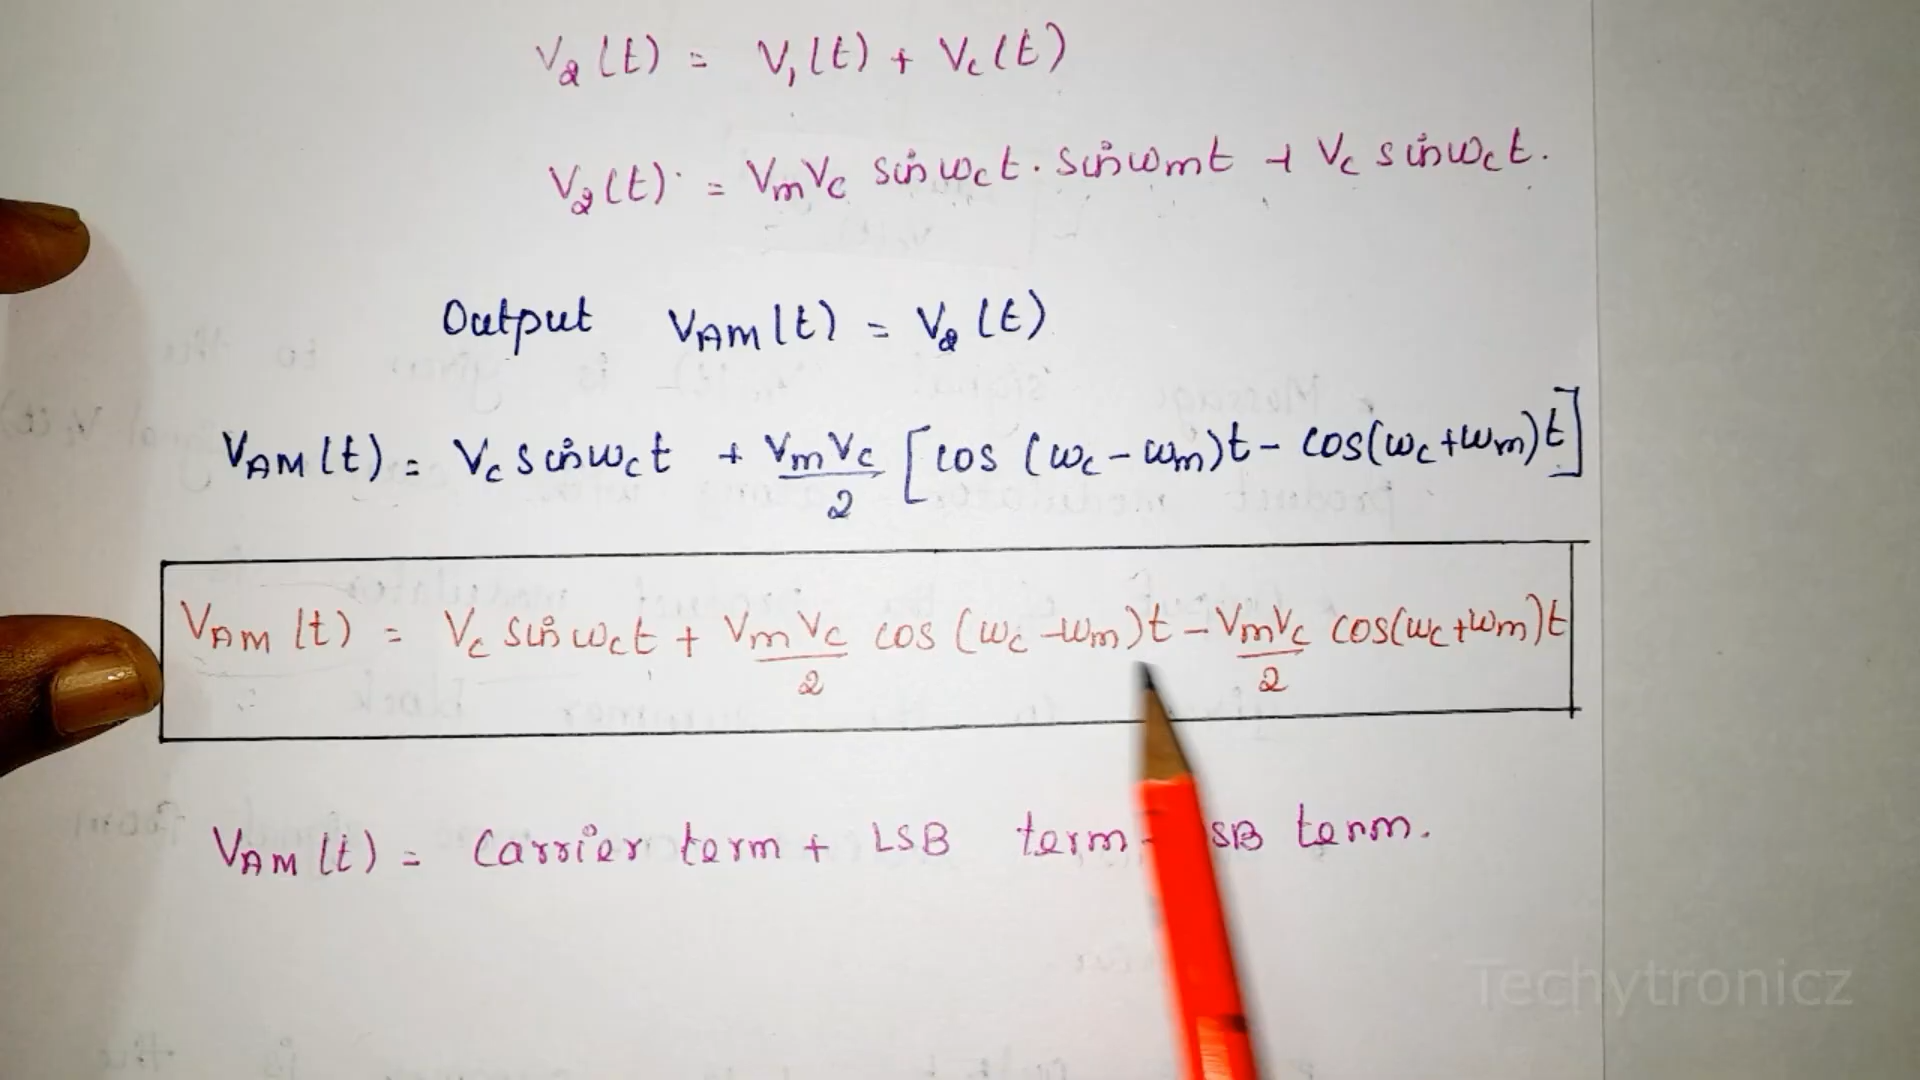 V₂(t) = V₁(t) + Vc(t)
V₂(t) = VmVc sinωct . sinωmt + Vc sinωct.
Output VAM(t) = V₂(t)
VAM(t) = Vc sinωct + VmVc/2 [cos (ωc - ωm)t - cos(ωc+ωm)t]
VAM (t) = Vc sinωct + VmVc/2 cos (ωc - ωm)t - VmVc/2 cos(ωc+ωm)t
VAM(t) = Carrier term + LSB term - SB term.
Techytronicz